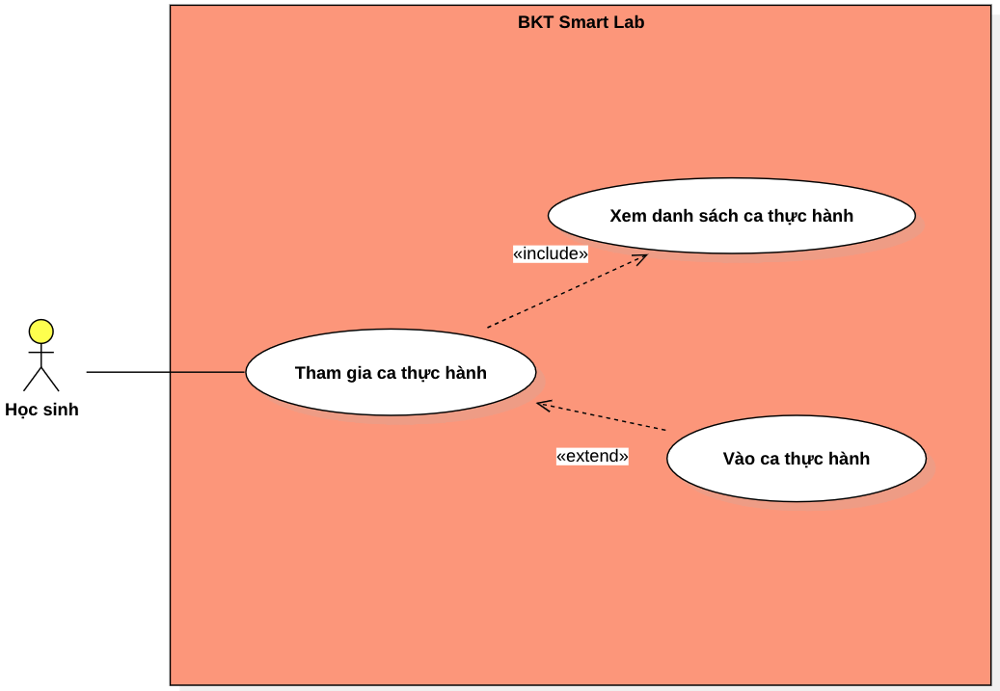 BKT Smart Lab
Xem danh sách ca thực hành
«include»
Tham gia ca thực hành
Học sinh
«extend»
Vào ca thực hành